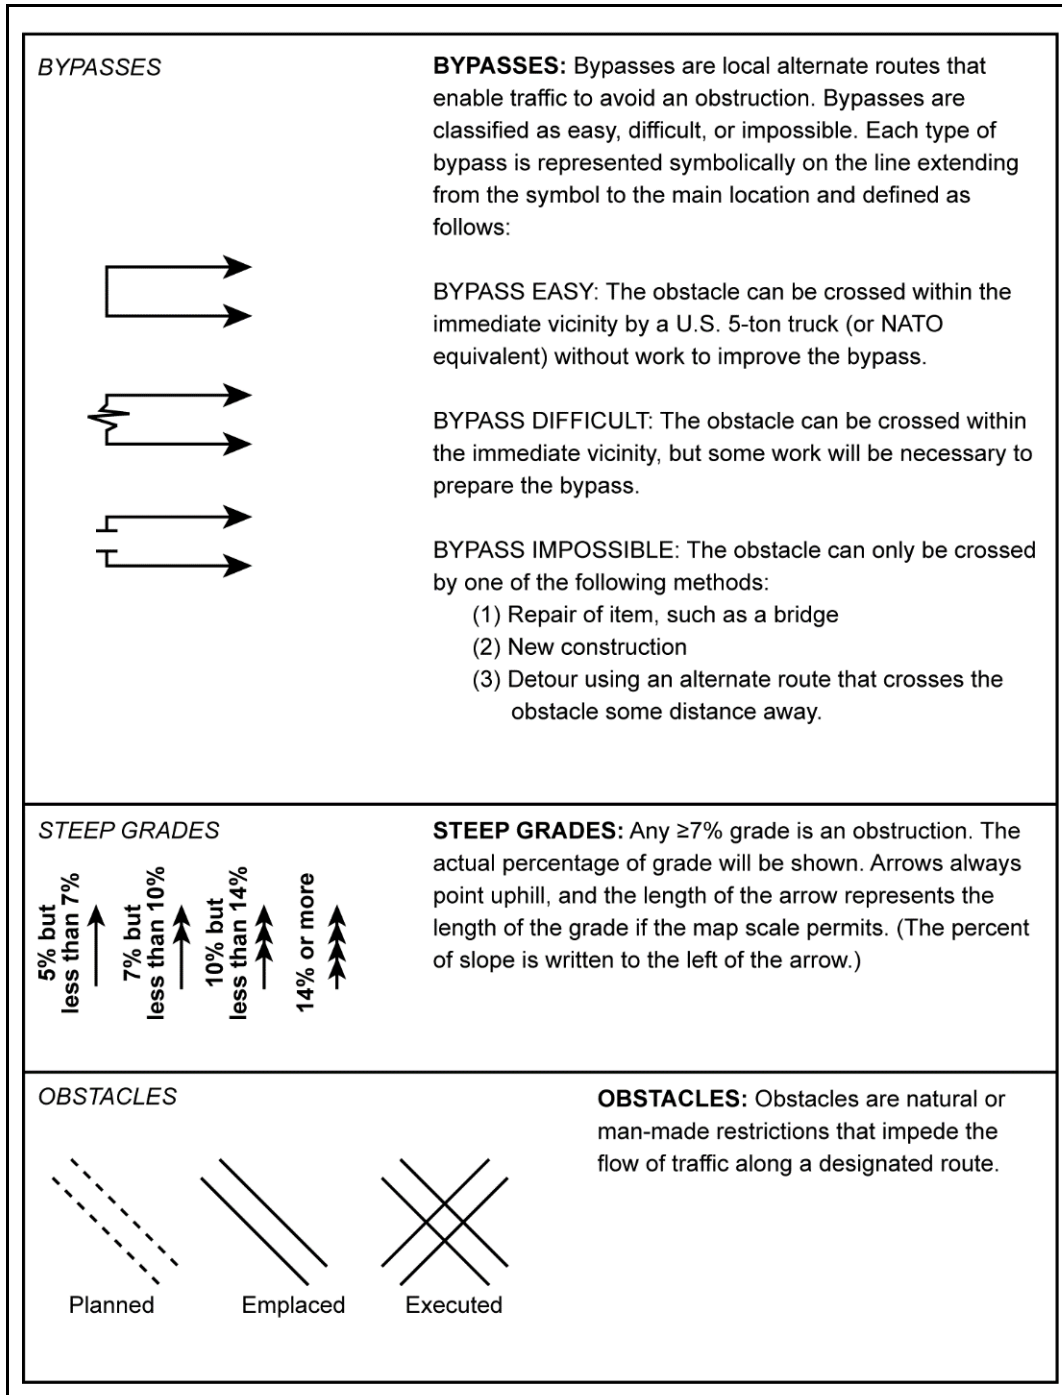 BYPASSES
BYPASSES: Bypasses are local alternate routes that
enable traffic to avoid an obstruction. Bypasses are
classified as easy, difficult, or impossible. Each type of
bypass is represented symbolically on the line extending
from the symbol to the main location and defined as
follows:
BYPASS EASY: The obstacle can be crossed within the
immediate vicinity by a U.S. 5-ton truck (or NATO
equivalent) without work to improve the bypass.
BYPASS DIFFICULT: The obstacle can be crossed within
the immediate vicinity, but some work will be necessary to
prepare the bypass.
BYPASS IMPOSSIBLE: The obstacle can only be crossed
by one of the following methods:
(1) Repair of item, such as a bridge
(2) New construction
(3) Detour using an alternate route that crosses the
obstacle some distance away.
STEEP GRADES
5% but
less than 7%
7% but
less than 10%
10% but
less than 14%
14% or more
STEEP GRADES: Any ≥7% grade is an obstruction. The
actual percentage of grade will be shown. Arrows always
point uphill, and the length of the arrow represents the
length of the grade if the map scale permits. (The percent
of slope is written to the left of the arrow.)
OBSTACLES
Planned
Emplaced
Executed
OBSTACLES: Obstacles are natural or
man-made restrictions that impede the
flow of traffic along a designated route.